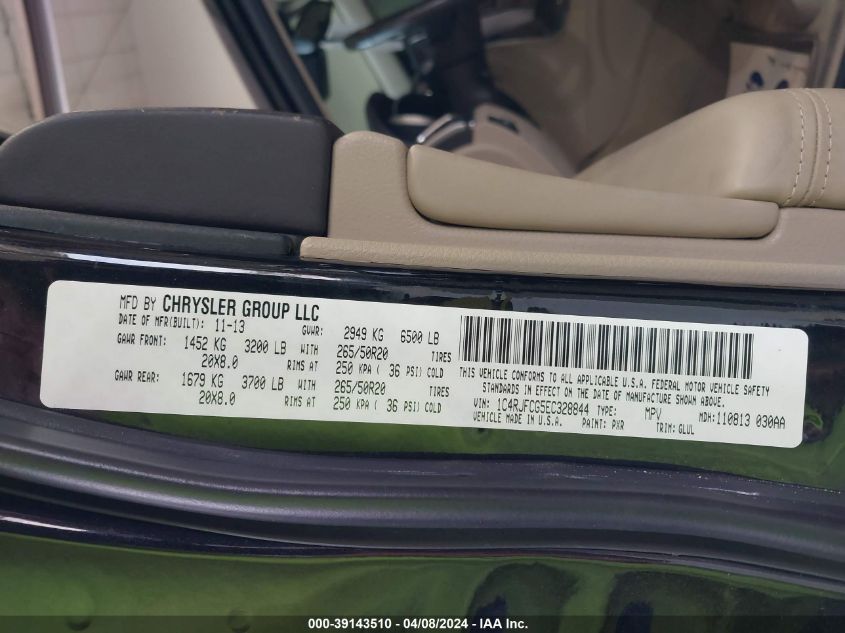 MFD BY CHRYSLER GROUP LLC
DATE OF MFR(BUILT): 11-13 GVWR: 2949 KG 6500 LB
GAWR FRONT: 1452 KG 3200 LB WITH 265/50R20 TIRES
20X8.0 RIMS AT 250 KPA ( 36 PSI) COLD
GAWR REAR: 1679 KG 3700 LB WITH 265/50R20 TIRES
20X8.0 RIMS AT 250 KPA ( 36 PSI) COLD
THIS VEHICLE CONFORMS TO ALL APPLICABLE U.S.A. FEDERAL MOTOR VEHICLE SAFETY
STANDARDS IN EFFECT ON THE DATE OF MANUFACTURE SHOWN ABOVE.
VIN: 1C4RJFCG5EC328844 TYPE: MPV MDH: 110813 030AA
VEHICLE MADE IN U.S.A. PAINT: PXR TRIM: GLUL
000-39143510 - 04/08/2024 - IAA Inc.